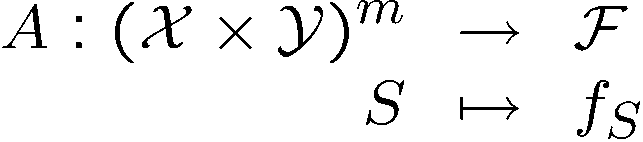 A : (𝒳 × 𝒴)^m → ℱ
S ↦ f_S